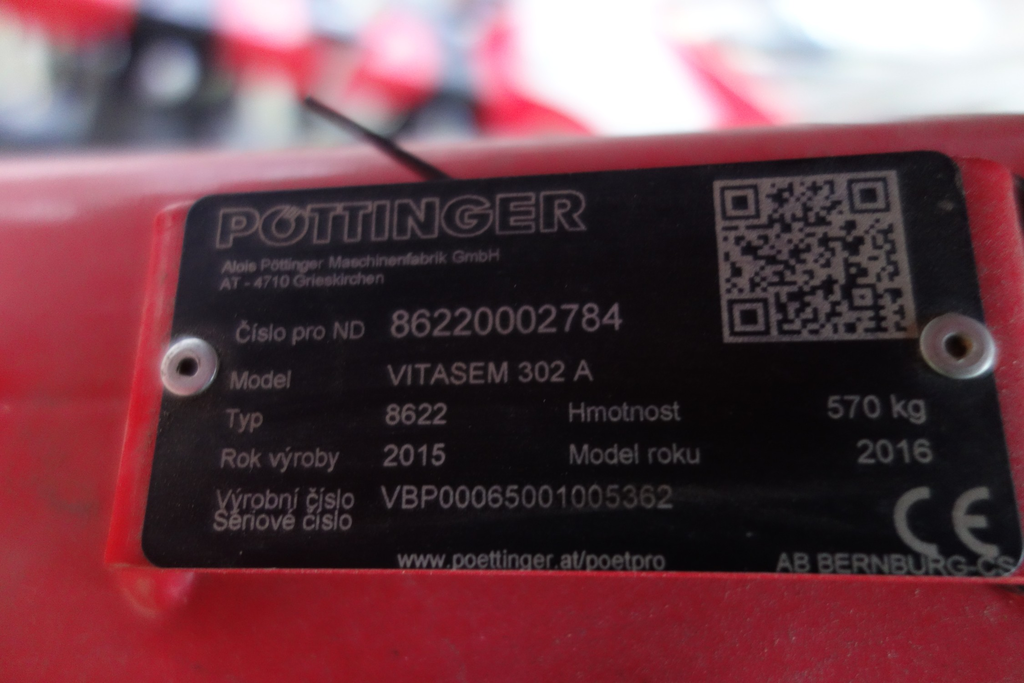 PÖTTINGER
Alois Pöttinger Maschinenfabrik GmbH
AT - 4710 Grieskirchen
Číslo pro ND 86220002784
Model VITASEM 302 A
Typ 8622 Hmotnost 570 kg
Rok výroby 2015 Model roku 2016
Výrobní číslo VBP00065001005362
Sériové číslo
CE
www.poettinger.at/poetpro AB BERNBURG-CS